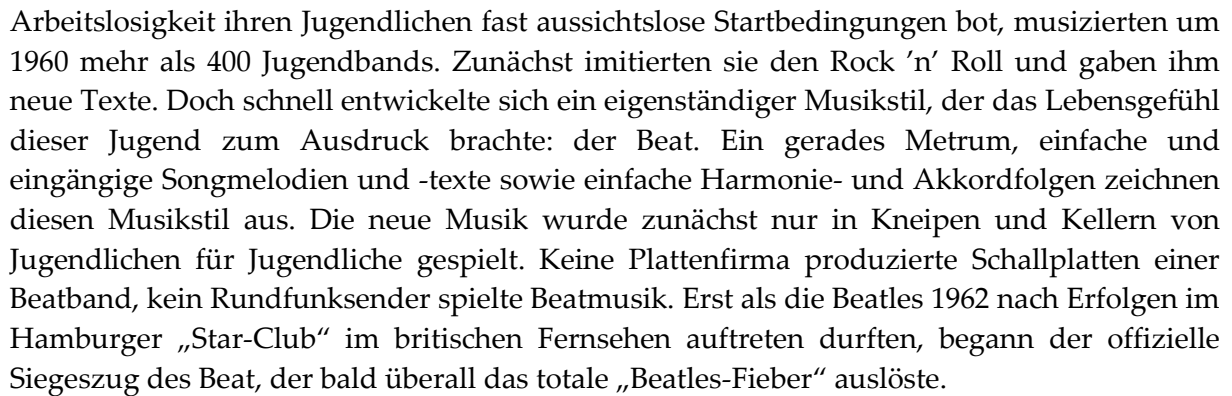 Arbeitslosigkeit ihren Jugendlichen fast aussichtslose Startbedingungen bot, musizierten um
1960 mehr als 400 Jugendbands. Zunächst imitierten sie den Rock ’n’ Roll und gaben ihm
neue Texte. Doch schnell entwickelte sich ein eigenständiger Musikstil, der das Lebensgefühl
dieser Jugend zum Ausdruck brachte: der Beat. Ein gerades Metrum, einfache und
eingängige Songmelodien und -texte sowie einfache Harmonie- und Akkordfolgen zeichnen
diesen Musikstil aus. Die neue Musik wurde zunächst nur in Kneipen und Kellern von
Jugendlichen für Jugendliche gespielt. Keine Plattenfirma produzierte Schallplatten einer
Beatband, kein Rundfunksender spielte Beatmusik. Erst als die Beatles 1962 nach Erfolgen im
Hamburger „Star-Club“ im britischen Fernsehen auftreten durften, begann der offizielle
Siegeszug des Beat, der bald überall das totale „Beatles-Fieber“ auslöste.